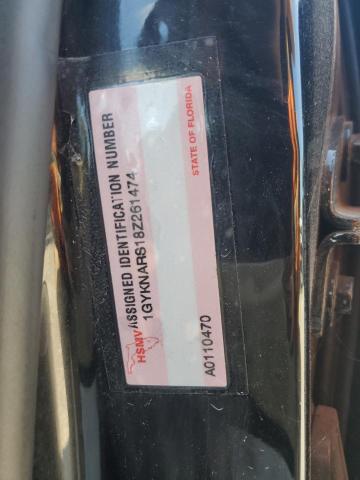 HSMV ASSIGNED IDENTIFICATION NUMBER
1GYKNARS18Z261474
STATE OF FLORIDA
A0110470